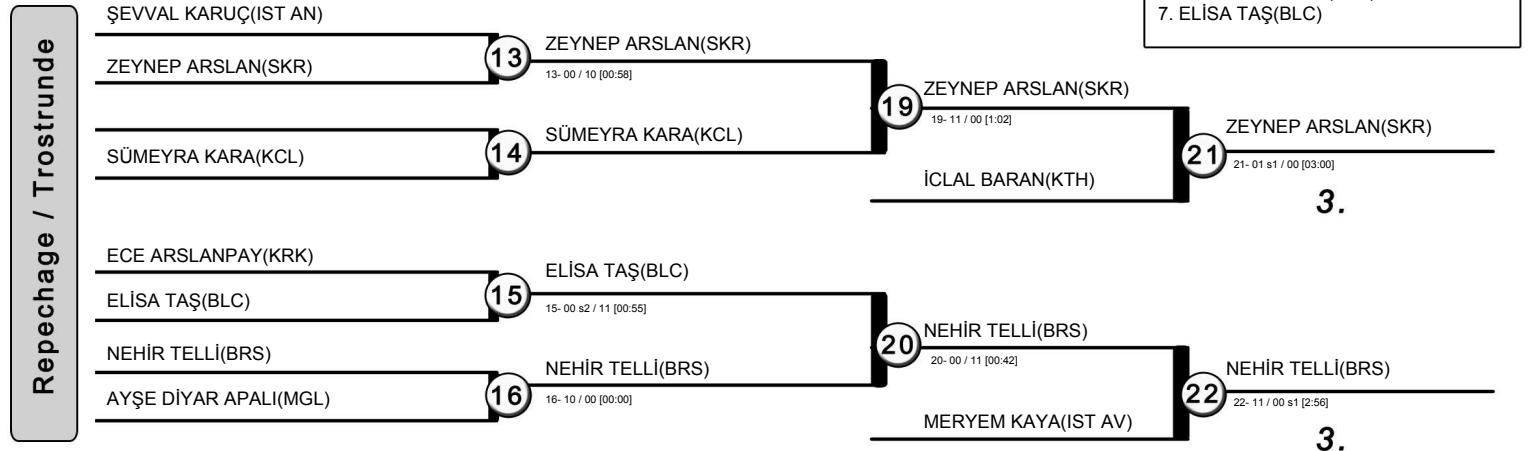 Repechage / Trostrunde
7. ELİSA TAŞ(BLC)
ŞEVVAL KARUÇ(IST AN)
ZEYNEP ARSLAN(SKR)
13
ZEYNEP ARSLAN(SKR)
13- 00 / 10 [00:58]
SÜMEYRA KARA(KCL)
14
SÜMEYRA KARA(KCL)
19
ZEYNEP ARSLAN(SKR)
19- 11 / 00 [1:02]
İCLAL BARAN(KTH)
21
ZEYNEP ARSLAN(SKR)
21- 01 s1 / 00 [03:00]
3.
ECE ARSLANPAY(KRK)
ELİSA TAŞ(BLC)
15
ELİSA TAŞ(BLC)
15- 00 s2 / 11 [00:55]
NEHİR TELLİ(BRS)
AYŞE DİYAR APALI(MGL)
16
NEHİR TELLİ(BRS)
16- 10 / 00 [00:00]
20
NEHİR TELLİ(BRS)
20- 00 / 11 [00:42]
MERYEM KAYA(IST AV)
22
NEHİR TELLİ(BRS)
22- 11 / 00 s1 [2:56]
3.